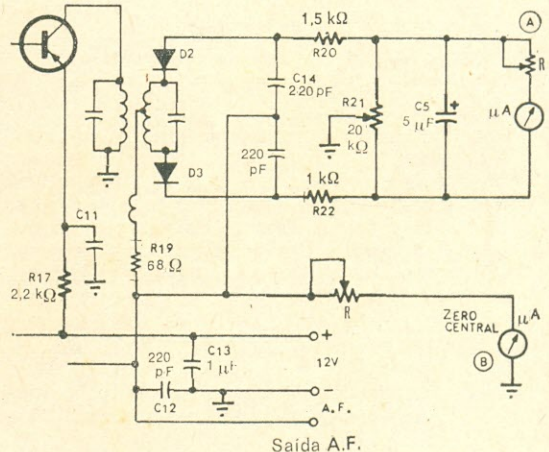 1,5 kΩ
R20
A
D2
C14
220 pF
R21
20
kΩ
C5
5 µF
+
R
µA
220
pF
D3
1 kΩ
R22
C11
R19
68 Ω
R17
2,2 kΩ
R
ZERO
CENTRAL
µA
B
+
220
pF
C13
1 µF
12V
C12
−
A.F.
Saída A.F.